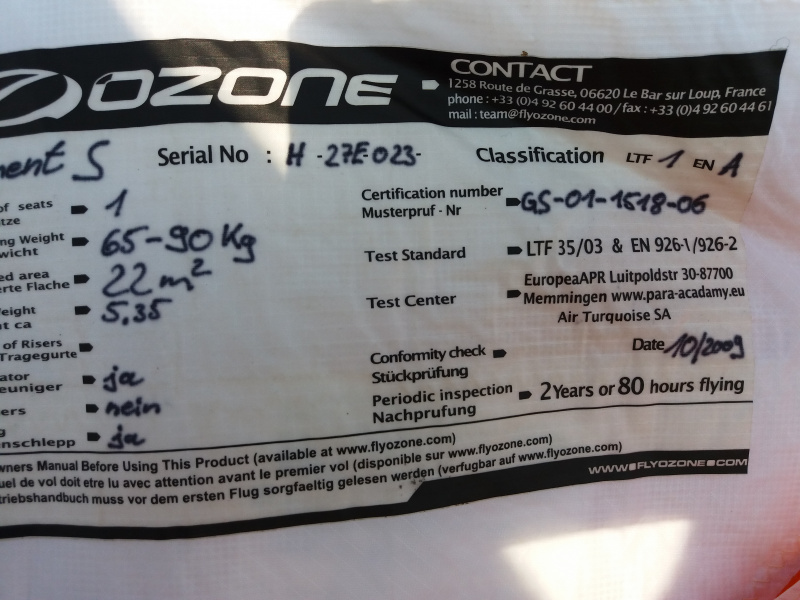 OZONE
CONTACT
1258 Route de Grasse, 06620 Le Bar sur Loup, France
phone : +33 (0)4 92 60 44 00 / fax : +33 (0)4 92 60 44 61
mail : team@flyozone.com
ment S Serial No : H -27E-023- Classification LTF 1 EN A
of seats 1
tze
ng Weight 65-90 Kg
wicht
ed area 22 m²
erte Flache
eight 5.35
ht ca
of Risers
Tragegurte
ator ja
euniger
ers nein
g
nschlepp ja
Certification number GS-01-1518-06
Musterpruf - Nr
Test Standard LTF 35/03 & EN 926-1/926-2
Test Center EuropeaAPR Luitpoldstr 30-87700
Memmingen www.para-acadamy.eu
Air Turquoise SA
Conformity check Date 10/2009
Stückprüfung
Periodic inspection 2Years or 80 hours flying
Nachprufung
wners Manual Before Using This Product (available at www.flyozone.com)
uel de vol doit etre lu avec attention avant le premier vol (disponible sur www.flyozone.com)
triebshandbuch muss vor dem ersten Flug sorgfaeltig gelesen werden (verfugbar auf www.flyozone.com)
WWW.FLYOZONE.COM